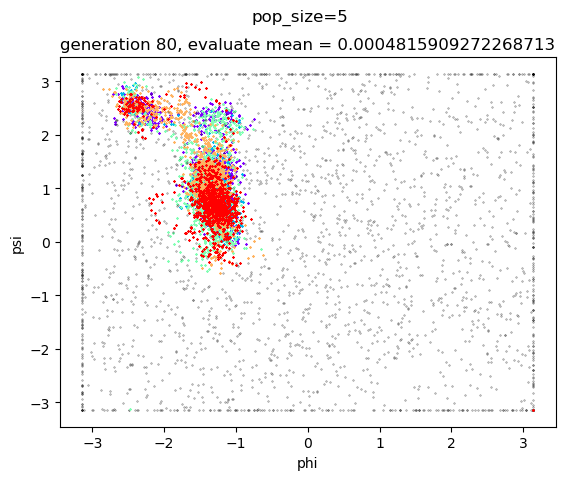 pop_size=5
generation 80, evaluate mean = 0.0004815909272268713
3
2
1
0
−1
−2
−3
psi
−3 −2 −1 0 1 2 3
phi